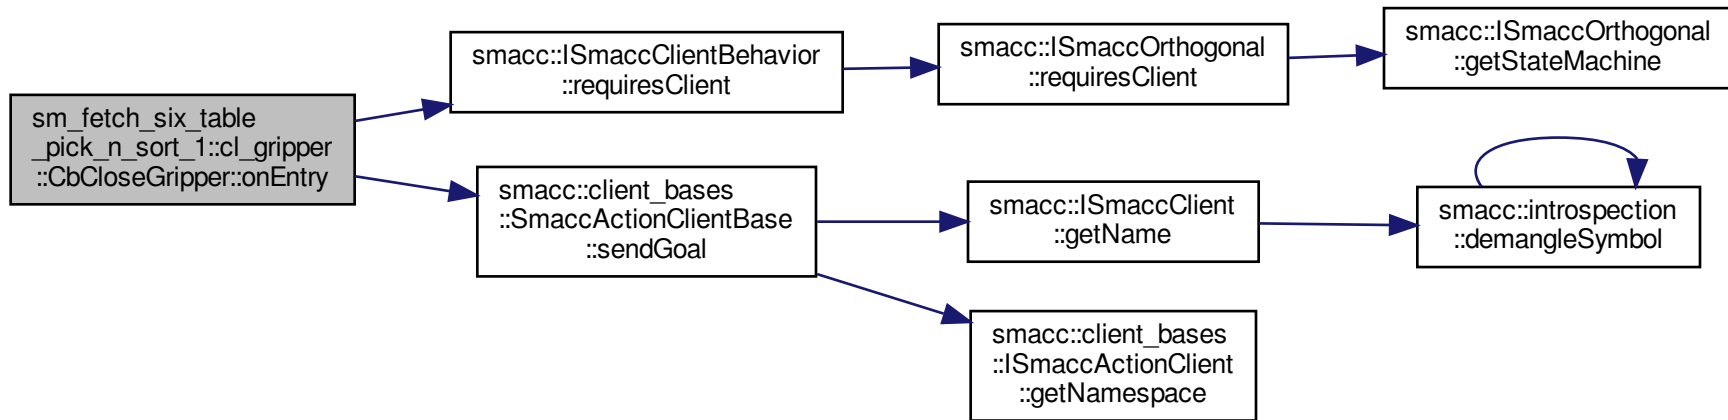 sm_fetch_six_table
_pick_n_sort_1::cl_gripper
::CbCloseGripper::onEntry
smacc::ISmaccClientBehavior
::requiresClient
smacc::ISmaccOrthogonal
::requiresClient
smacc::ISmaccOrthogonal
::getStateMachine
smacc::client_bases
::SmaccActionClientBase
::sendGoal
smacc::ISmaccClient
::getName
smacc::introspection
::demangleSymbol
smacc::client_bases
::ISmaccActionClient
::getNamespace